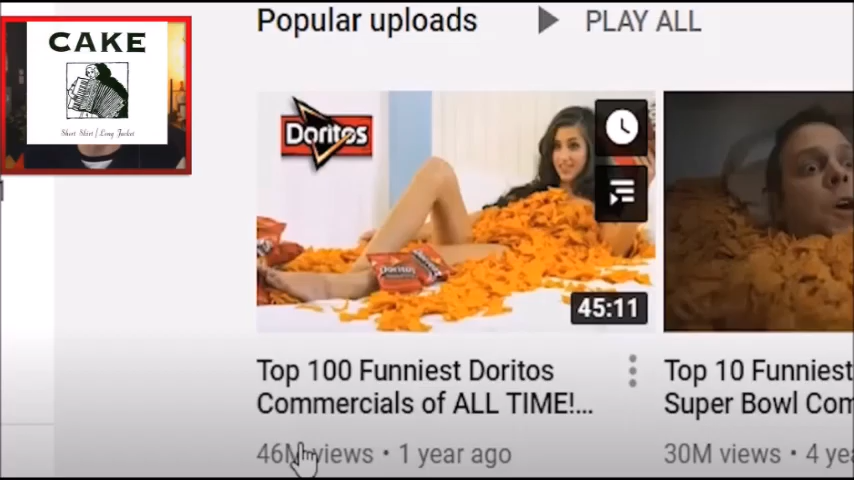 Popular uploads PLAY ALL
CAKE
Short Skirt / Long Jacket
Doritos
Doritos
45:11
Top 100 Funniest Doritos
Commercials of ALL TIME!...
46M views • 1 year ago
Top 10 Funniest
Super Bowl Com
30M views • 4 ye